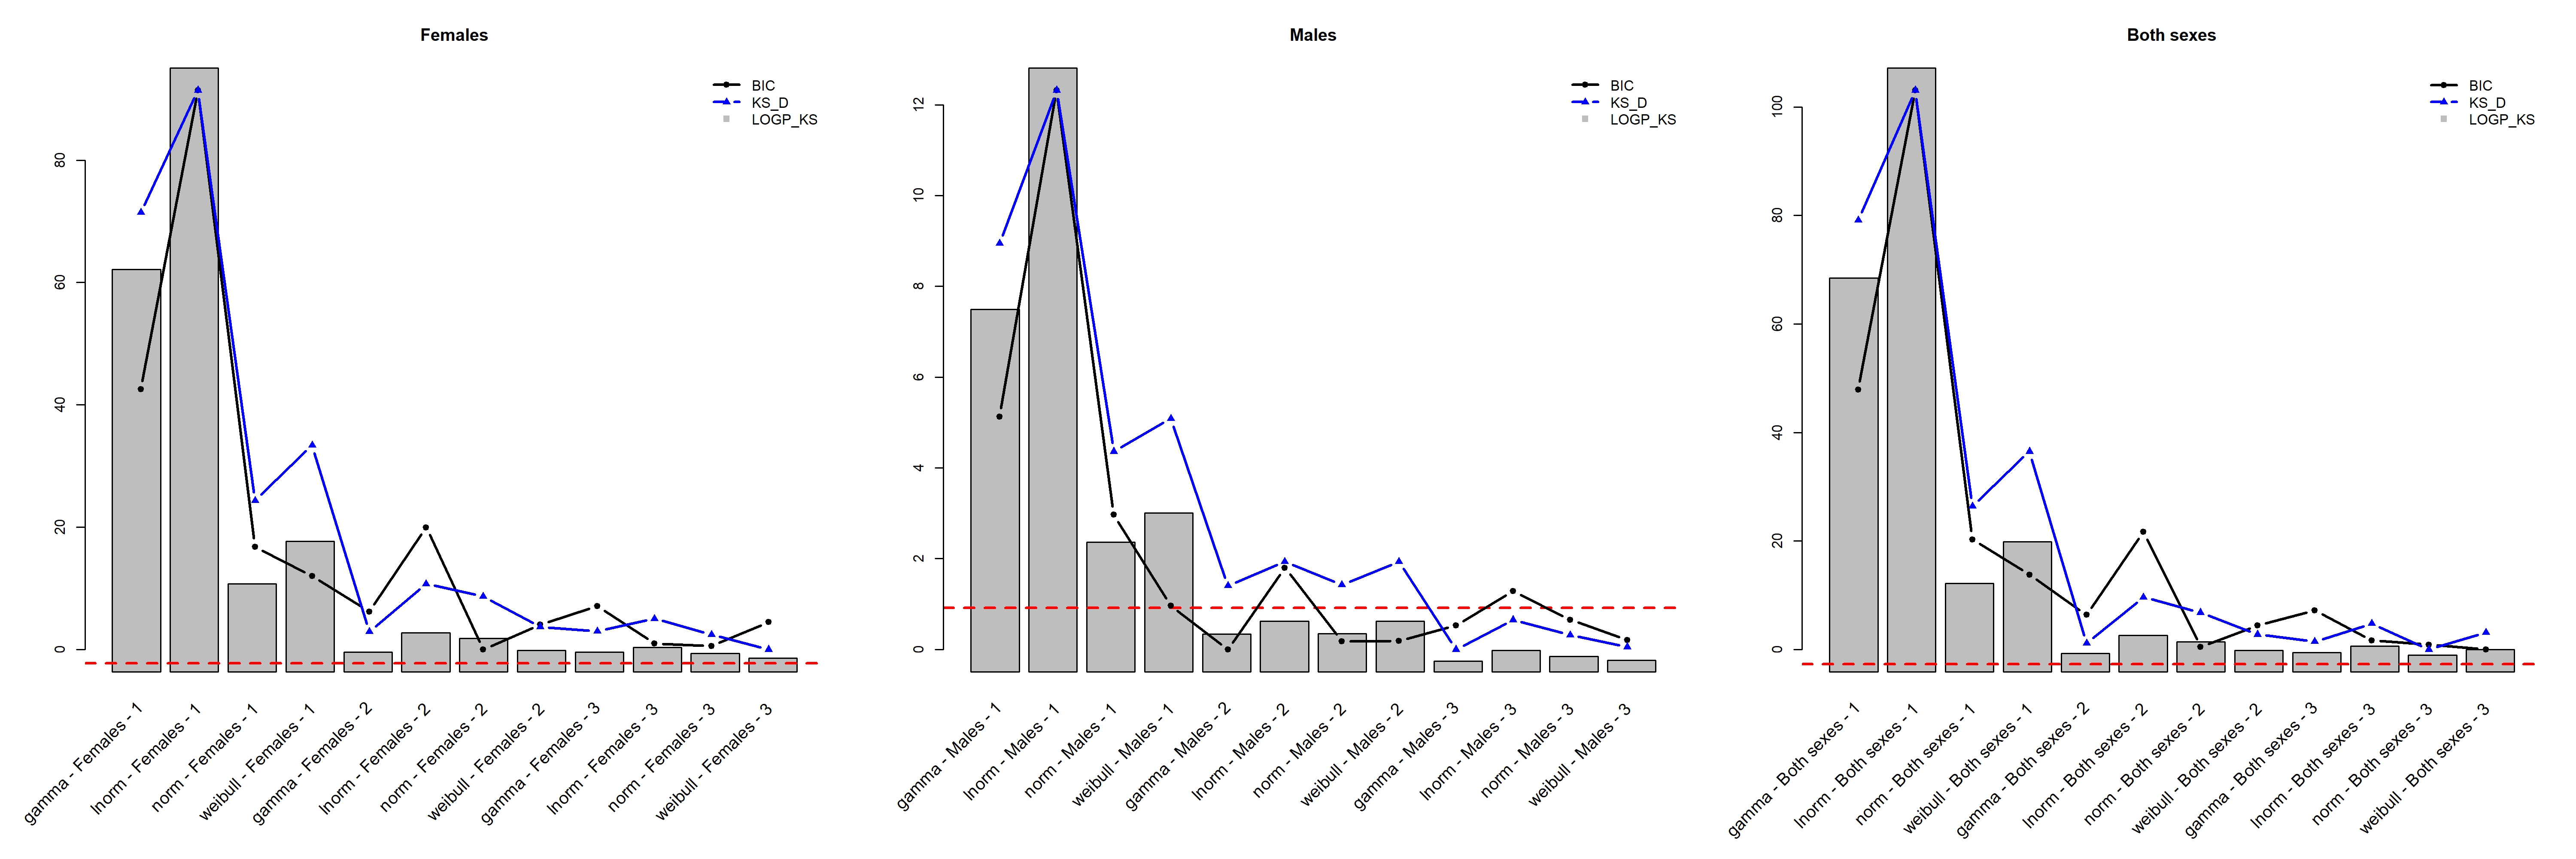 Females
BIC
KS_D
LOGP_KS
80
60
40
20
0
gamma - Females - 1
lnorm - Females - 1
norm - Females - 1
weibull - Females - 1
gamma - Females - 2
lnorm - Females - 2
norm - Females - 2
weibull - Females - 2
gamma - Females - 3
lnorm - Females - 3
norm - Females - 3
weibull - Females - 3
Males
BIC
KS_D
LOGP_KS
12
10
8
6
4
2
0
gamma - Males - 1
lnorm - Males - 1
norm - Males - 1
weibull - Males - 1
gamma - Males - 2
lnorm - Males - 2
norm - Males - 2
weibull - Males - 2
gamma - Males - 3
lnorm - Males - 3
norm - Males - 3
weibull - Males - 3
Both sexes
BIC
KS_D
LOGP_KS
100
80
60
40
20
0
gamma - Both sexes - 1
lnorm - Both sexes - 1
norm - Both sexes - 1
weibull - Both sexes - 1
gamma - Both sexes - 2
lnorm - Both sexes - 2
norm - Both sexes - 2
weibull - Both sexes - 2
gamma - Both sexes - 3
lnorm - Both sexes - 3
norm - Both sexes - 3
weibull - Both sexes - 3